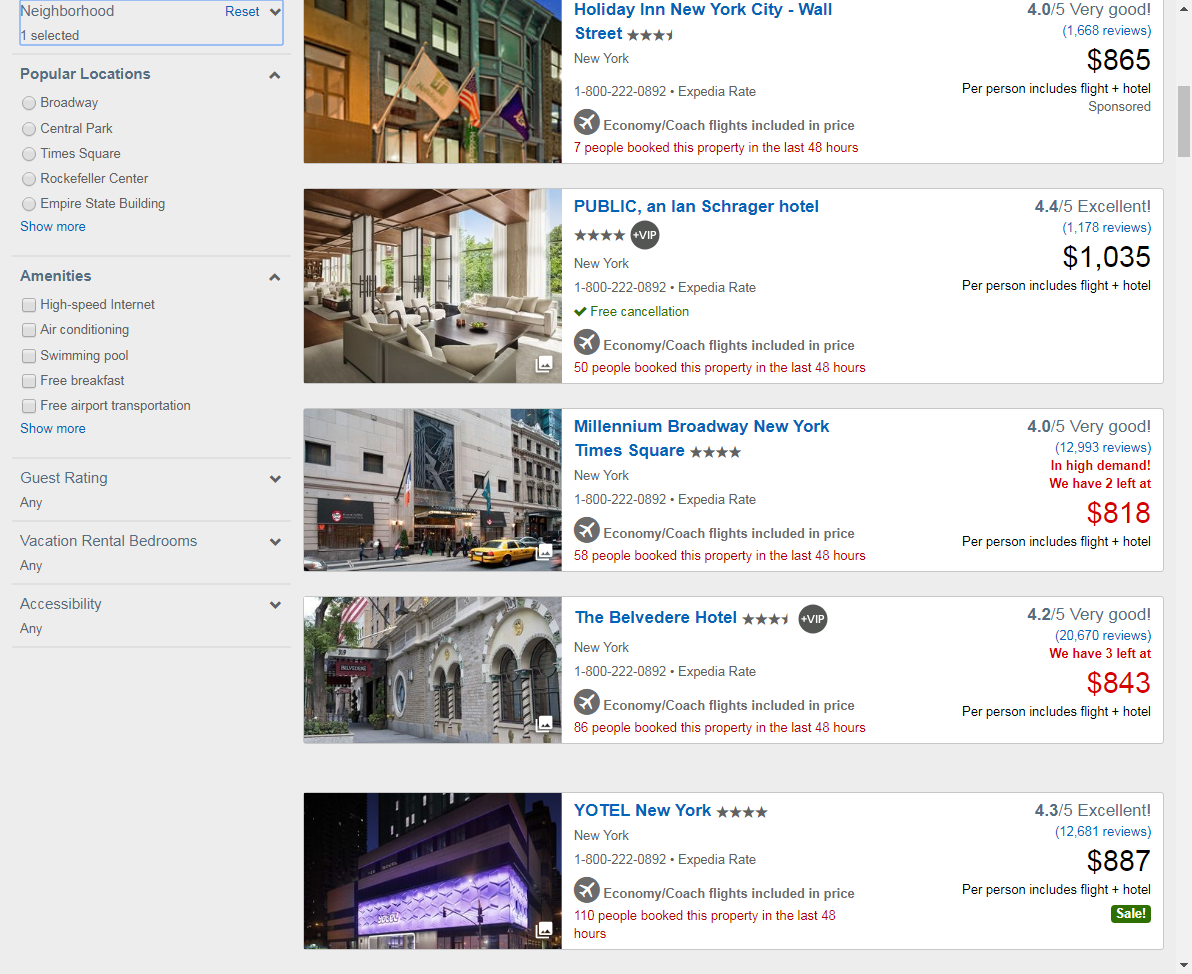 Neighborhood
Reset
1 selected
Popular Locations
Broadway
Central Park
Times Square
Rockefeller Center
Empire State Building
Show more
Amenities
High-speed Internet
Air conditioning
Swimming pool
Free breakfast
Free airport transportation
Show more
Guest Rating
Any
Vacation Rental Bedrooms
Any
Accessibility
Any
Holiday Inn New York City - Wall
Street
New York
1-800-222-0892 • Expedia Rate
Economy/Coach flights included in price
7 people booked this property in the last 48 hours
4.0/5 Very good!
(1,668 reviews)
$865
Per person includes flight + hotel
Sponsored
PUBLIC, an Ian Schrager hotel
+VIP
New York
1-800-222-0892 • Expedia Rate
Free cancellation
Economy/Coach flights included in price
50 people booked this property in the last 48 hours
4.4/5 Excellent!
(1,178 reviews)
$1,035
Per person includes flight + hotel
Millennium Broadway New York
Times Square
New York
1-800-222-0892 • Expedia Rate
Economy/Coach flights included in price
58 people booked this property in the last 48 hours
4.0/5 Very good!
(12,993 reviews)
In high demand!
We have 2 left at
$818
Per person includes flight + hotel
319
BELVEDERE
The Belvedere Hotel
+VIP
New York
1-800-222-0892 • Expedia Rate
Economy/Coach flights included in price
86 people booked this property in the last 48 hours
4.2/5 Very good!
(20,670 reviews)
We have 3 left at
$843
Per person includes flight + hotel
YOTEL
YOTEL New York
New York
1-800-222-0892 • Expedia Rate
Economy/Coach flights included in price
110 people booked this property in the last 48
hours
4.3/5 Excellent!
(12,681 reviews)
$887
Per person includes flight + hotel
Sale!